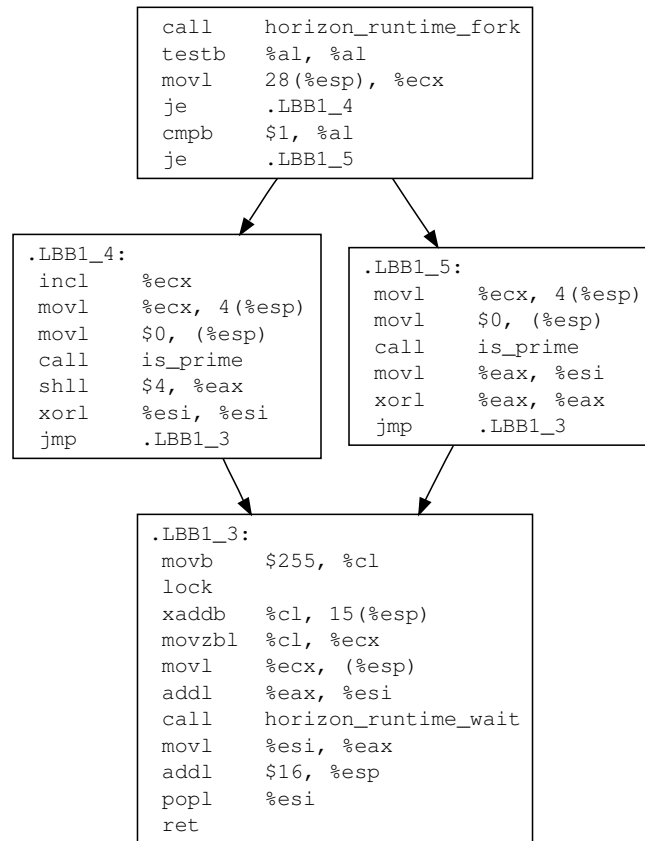 call horizon_runtime_fork
testb %al, %al
movl 28(%esp), %ecx
je .LBB1_4
cmpb $1, %al
je .LBB1_5
.LBB1_4:
incl %ecx
movl %ecx, 4(%esp)
movl $0, (%esp)
call is_prime
shll $4, %eax
xorl %esi, %esi
jmp .LBB1_3
.LBB1_5:
movl %ecx, 4(%esp)
movl $0, (%esp)
call is_prime
movl %eax, %esi
xorl %eax, %eax
jmp .LBB1_3
.LBB1_3:
movb $255, %cl
lock
xaddb %cl, 15(%esp)
movzbl %cl, %ecx
movl %ecx, (%esp)
addl %eax, %esi
call horizon_runtime_wait
movl %esi, %eax
addl $16, %esp
popl %esi
ret